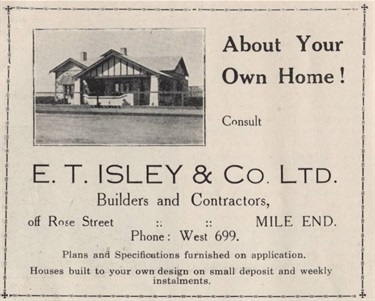 About Your
Own Home!
Consult
E. T. ISLEY & Co. LTD.
Builders and Contractors,
off Rose Street :: :: MILE END.
Phone: West 699.
Plans and Specifications furnished on application.
Houses built to your own design on small deposit and weekly
instalments.